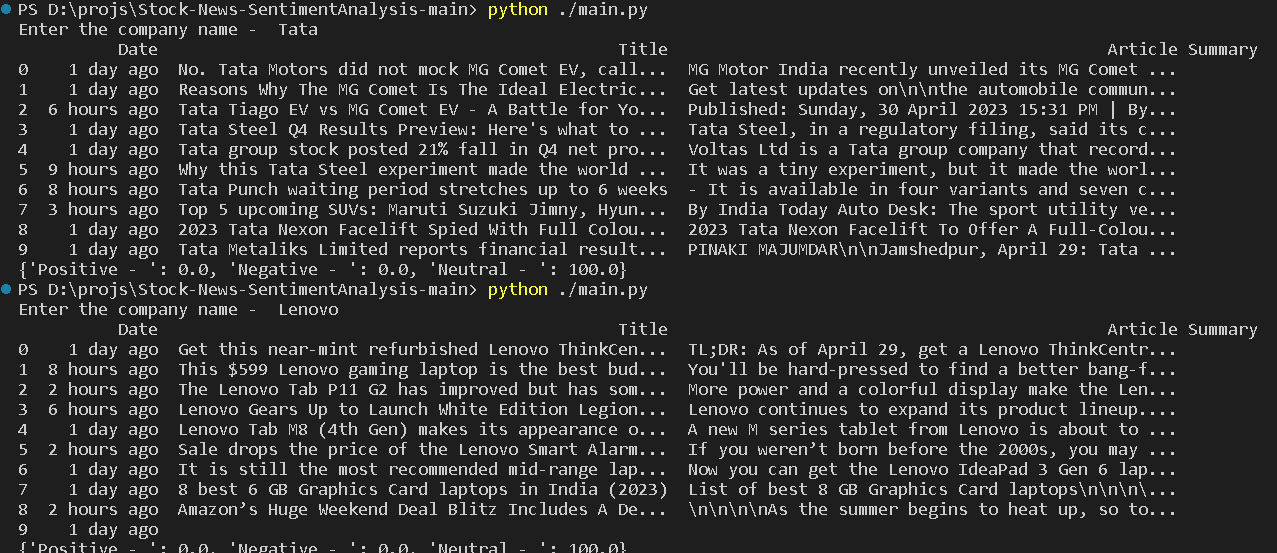 PS D:\projs\Stock-News-SentimentAnalysis-main> python ./main.py
Enter the company name -  Tata
Date Title Article Summary
0 1 day ago No. Tata Motors did not mock MG Comet EV, call... MG Motor India recently unveiled its MG Comet ...
1 1 day ago Reasons Why The MG Comet Is The Ideal Electric... Get latest updates on\n\nthe automobile commun...
2 6 hours ago Tata Tiago EV vs MG Comet EV - A Battle for Yo... Published: Sunday, 30 April 2023 15:31 PM | By...
3 1 day ago Tata Steel Q4 Results Preview: Here's what to ... Tata Steel, in a regulatory filing, said its c...
4 1 day ago Tata group stock posted 21% fall in Q4 net pro... Voltas Ltd is a Tata group company that record...
5 9 hours ago Why this Tata Steel experiment made the world ... It was a tiny experiment, but it made the worl...
6 8 hours ago Tata Punch waiting period stretches up to 6 weeks - It is available in four variants and seven c...
7 3 hours ago Top 5 upcoming SUVs: Maruti Suzuki Jimny, Hyun... By India Today Auto Desk: The sport utility ve...
8 1 day ago 2023 Tata Nexon Facelift Spied With Full Colou... 2023 Tata Nexon Facelift To Offer A Full-Colou...
9 1 day ago Tata Metaliks Limited reports financial result... PINAKI MAJUMDAR\n\nJamshedpur, April 29: Tata ...
{'Positive - ': 0.0, 'Negative - ': 0.0, 'Neutral - ': 100.0}
PS D:\projs\Stock-News-SentimentAnalysis-main> python ./main.py
Enter the company name -  Lenovo
Date Title Article Summary
0 1 day ago Get this near-mint refurbished Lenovo ThinkCen... TL;DR: As of April 29, get a Lenovo ThinkCentr...
1 8 hours ago This $599 Lenovo gaming laptop is the best bud... You'll be hard-pressed to find a better bang-f...
2 2 hours ago The Lenovo Tab P11 G2 has improved but has som... More power and a colorful display make the Len...
3 6 hours ago Lenovo Gears Up to Launch White Edition Legion... Lenovo continues to expand its product lineup....
4 1 day ago Lenovo Tab M8 (4th Gen) makes its appearance o... A new M series tablet from Lenovo is about to ...
5 2 hours ago Sale drops the price of the Lenovo Smart Alarm... If you weren’t born before the 2000s, you may ...
6 1 day ago It is still the most recommended mid-range lap... Now you can get the Lenovo IdeaPad 3 Gen 6 lap...
7 1 day ago 8 best 6 GB Graphics Card laptops in India (2023) List of best 8 GB Graphics Card laptops\n\n\n\...
8 2 hours ago Amazon’s Huge Weekend Deal Blitz Includes A De... \n\n\n\nAs the summer begins to heat up, so to...
9 1 day ago
{'Positive - ': 0.0, 'Negative - ': 0.0, 'Neutral - ': 100.0}